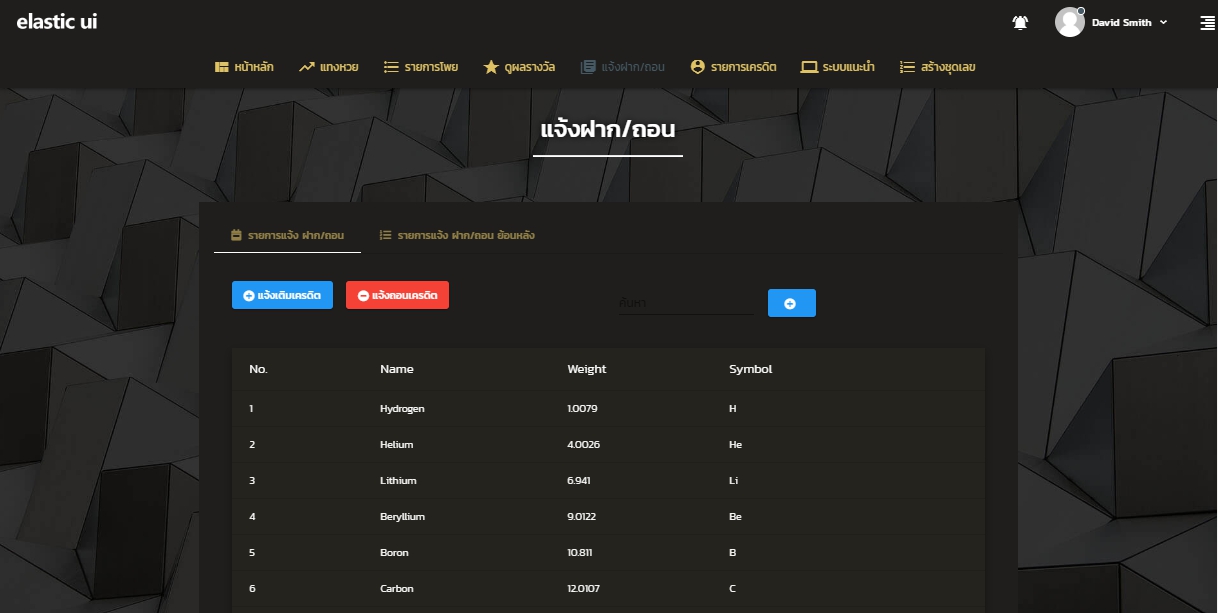 elastic ui
David Smith
หน้าหลัก แทงหวย รายการโพย ดูผลรางวัล แจ้งฝาก/ถอน รายการเครดิต ระบบแนะนำ สร้างชุดเลข
แจ้งฝาก/ถอน
รายการแจ้ง ฝาก/ถอน รายการแจ้ง ฝาก/ถอน ย้อนหลัง
แจ้งเติมเครดิต แจ้งถอนเครดิต ค้นหา
No. Name Weight Symbol
1 Hydrogen 1.0079 H
2 Helium 4.0026 He
3 Lithium 6.941 Li
4 Beryllium 9.0122 Be
5 Boron 10.811 B
6 Carbon 12.0107 C